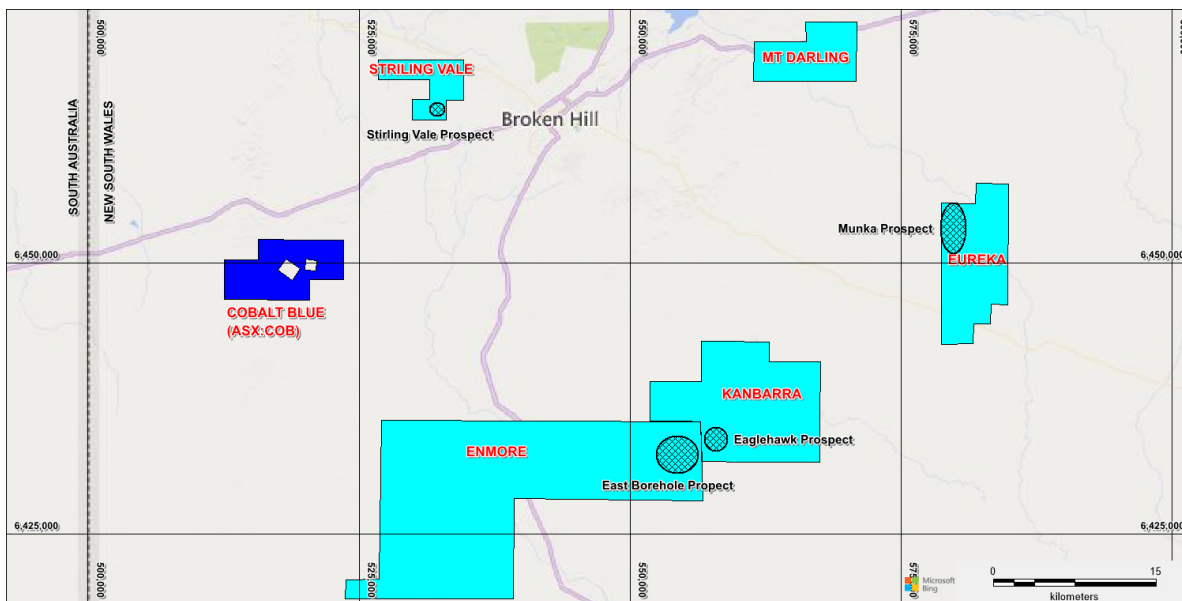 500,000
525,000
550,000
575,000
MT DARLING
STRILING VALE
Broken Hill
Stirling Vale Prospect
SOUTH AUSTRALIA
NEW SOUTH WALES
Munka Prospect
6,450,000
EUREKA
6,450,000
COBALT BLUE
(ASX:COB)
KANBARRA
Eaglehawk Prospect
ENMORE
East Borehole Propect
6,425,000
6,425,000
500,000
525,000
550,000
575,000
Microsoft
Bing
0
15
kilometers